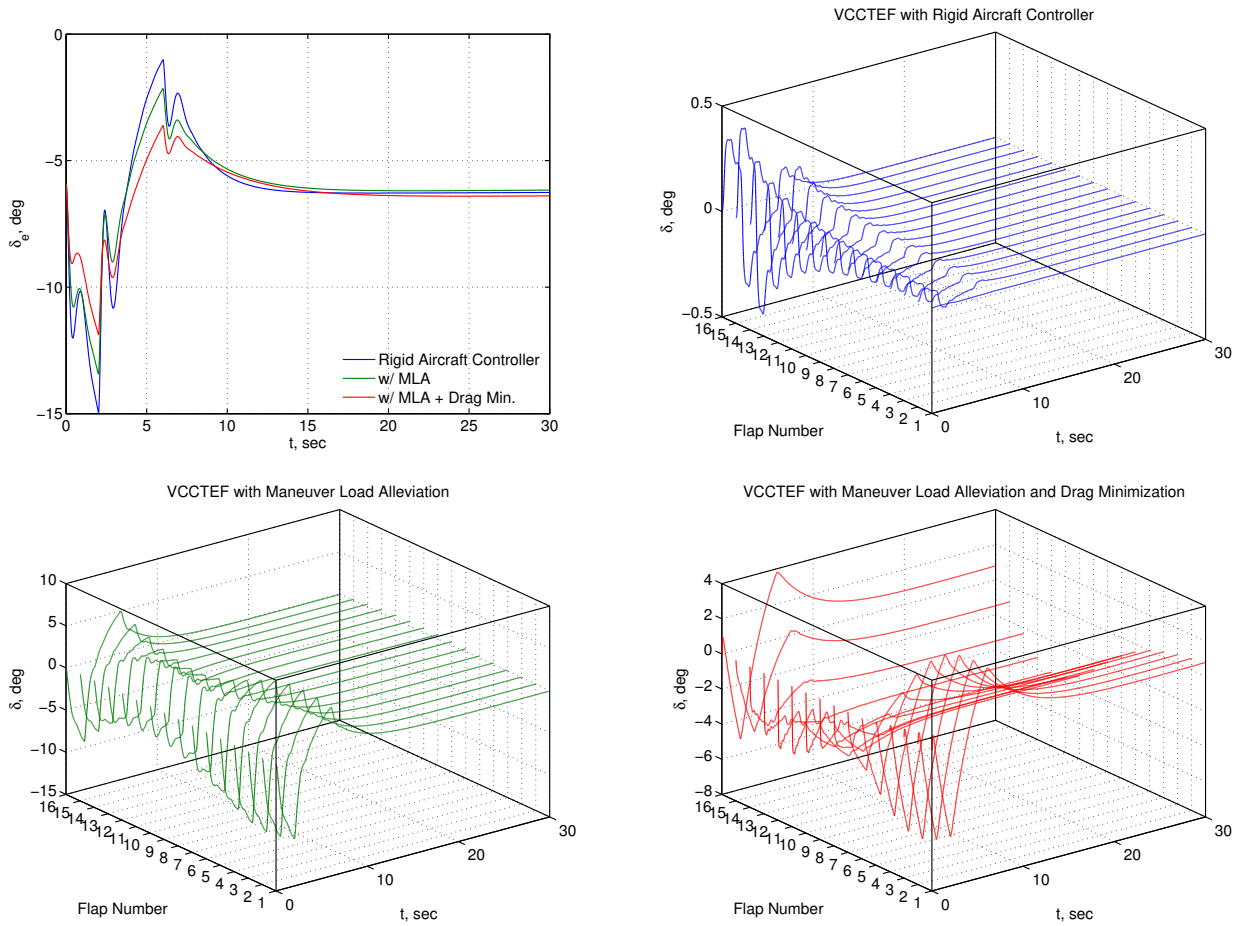 0
−5
−10
−15
δe, deg
0 5 10 15 20 25 30
t, sec
Rigid Aircraft Controller
w/ MLA
w/ MLA + Drag Min.
VCCTEF with Rigid Aircraft Controller
0.5
0
−0.5
δ, deg
16 15 14 13 12 11 10 9 8 7 6 5 4 3 2 1
Flap Number
0 10 20 30
t, sec
VCCTEF with Maneuver Load Alleviation
10
5
0
−5
−10
−15
δ, deg
16 15 14 13 12 11 10 9 8 7 6 5 4 3 2 1
Flap Number
0 10 20 30
t, sec
VCCTEF with Maneuver Load Alleviation and Drag Minimization
4
2
0
−2
−4
−6
−8
δ, deg
16 15 14 13 12 11 10 9 8 7 6 5 4 3 2 1
Flap Number
0 10 20 30
t, sec